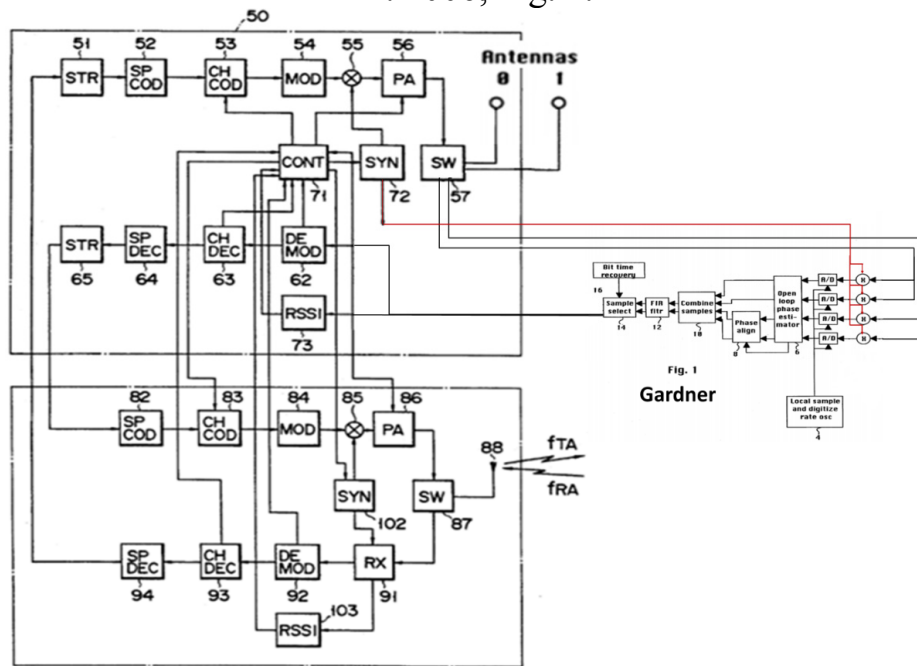 50
51 52 53 54 55 56
STR SP COD CH COD MOD PA
Antennas
0 1
CONT SYN SW
71 72 57
STR SP DEC CH DEC DE MOD
65 64 63 62
RSSI
73
Bit time recovery
16
Sample select
14
FIR fltr
12
Combine samples
10
Phase align
8
Open loop phase esti- mator
6
A/D X
A/D X
A/D X
A/D X
Fig. 1
Gardner
Local sample and digitize rate osc
4
82 83 84 85 86
SP COD CH COD MOD PA
88
fTA
fRA
SYN SW
102 87
SP DEC CH DEC DE MOD RX
94 93 92 91
103
RSSI